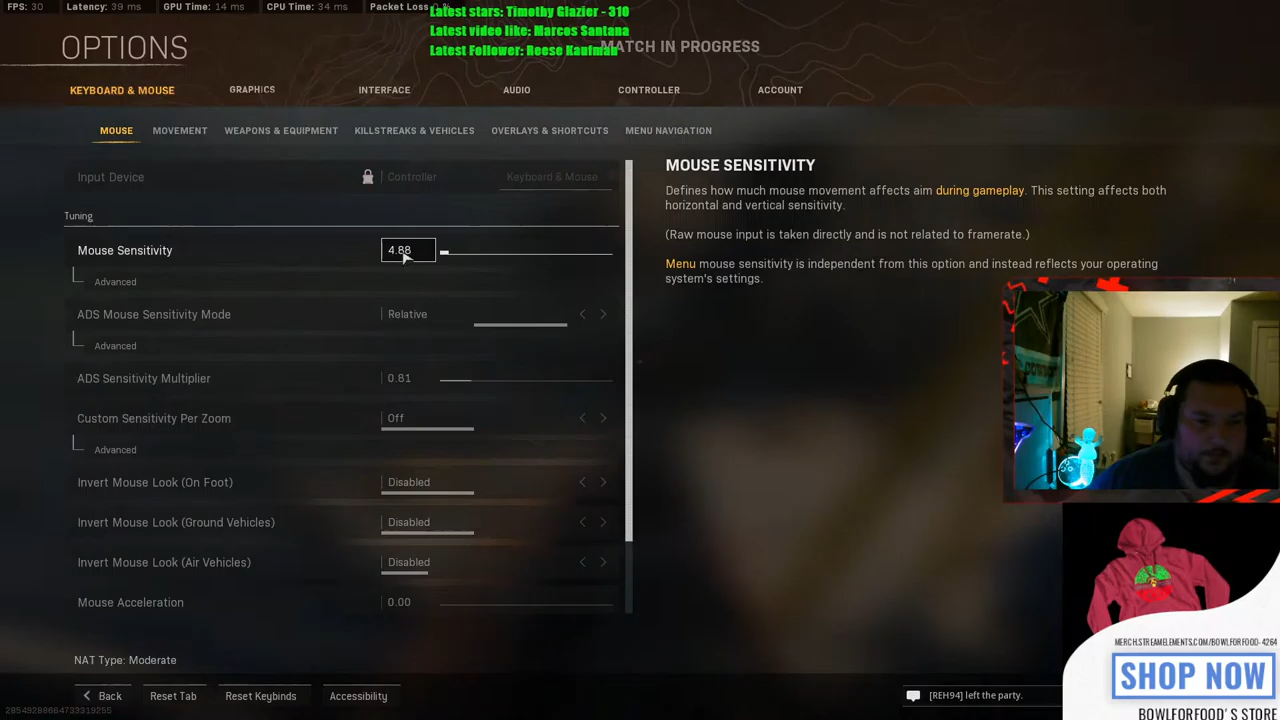 FPS: 30 Latency: 39 ms GPU Time: 14 ms CPU Time: 34 ms Packet Loss
Latest stars: Timothy Glazier - 310
Latest video like: Marcos Santana
Latest Follower: Reese Kaufman
OPTIONS
MATCH IN PROGRESS
KEYBOARD & MOUSE GRAPHICS INTERFACE AUDIO CONTROLLER ACCOUNT
MOUSE MOVEMENT WEAPONS & EQUIPMENT KILLSTREAKS & VEHICLES OVERLAYS & SHORTCUTS MENU NAVIGATION
Input Device Controller Keyboard & Mouse
Tuning
Mouse Sensitivity 4.88
Advanced
ADS Mouse Sensitivity Mode Relative
Advanced
ADS Sensitivity Multiplier 0.81
Custom Sensitivity Per Zoom Off
Advanced
Invert Mouse Look (On Foot) Disabled
Invert Mouse Look (Ground Vehicles) Disabled
Invert Mouse Look (Air Vehicles) Disabled
Mouse Acceleration 0.00
MOUSE SENSITIVITY
Defines how much mouse movement affects aim during gameplay. This setting affects both
horizontal and vertical sensitivity.
(Raw mouse input is taken directly and is not related to framerate.)
Menu mouse sensitivity is independent from this option and instead reflects your operating
system's settings.
NAT Type: Moderate
Back Reset Tab Reset Keybinds Accessibility
[REH94] left the party.
MERCH.STREAMELEMENTS.COM/BOWLFORFOOD-4264
SHOP NOW
BOWLFORFOOD'S STORE